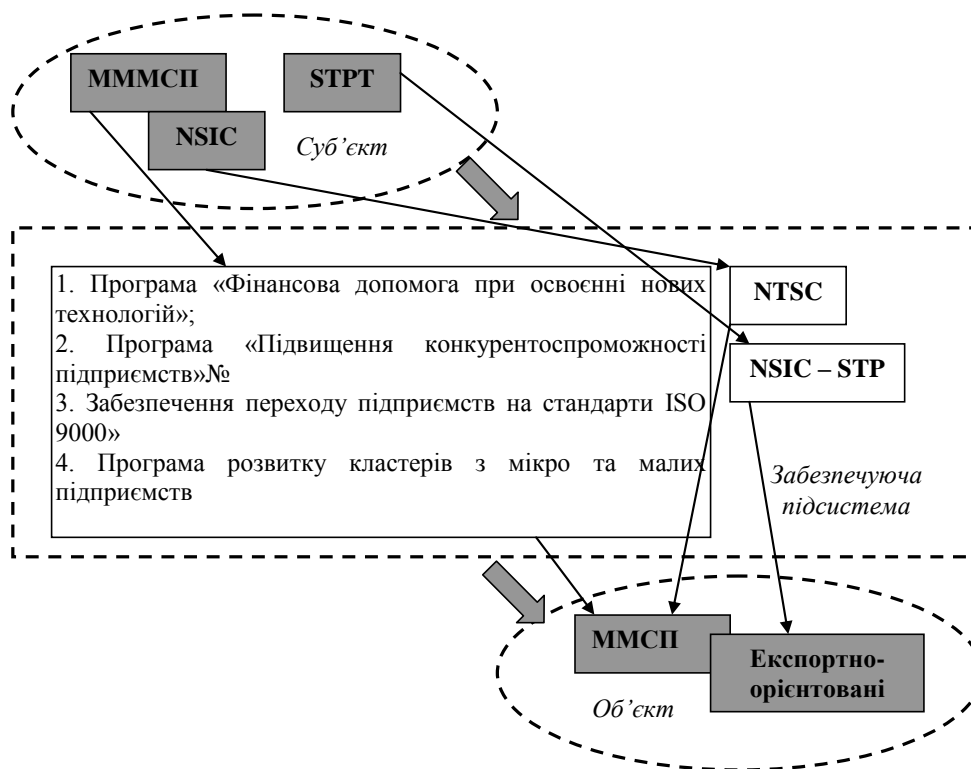 МММСП
STPT
NSIC
Суб’єкт
1. Програма «Фінансова допомога при освоєнні нових
технологій»;
2. Програма «Підвищення конкурентоспроможності
підприємств»№
3. Забезпечення переходу підприємств на стандарти ISO
9000»
4. Програма розвитку кластерів з мікро та малих
підприємств
NTSC
NSIC – STP
Забезпечуюча
підсистема
ММСП
Експортно-
орієнтовані
Об’єкт